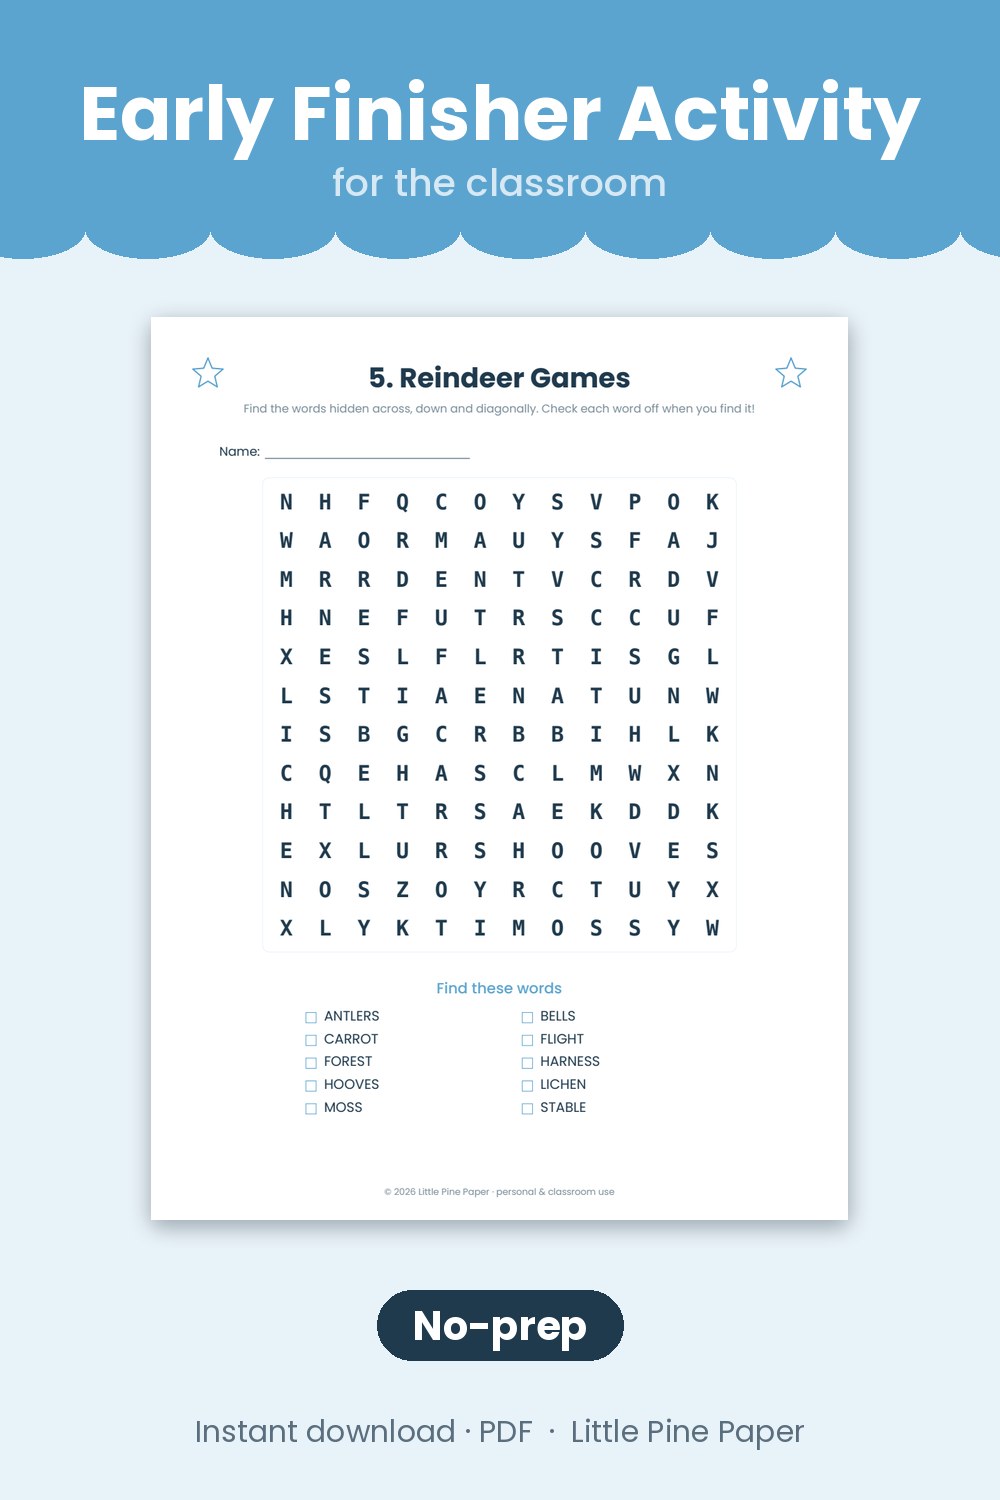 Early Finisher Activity
for the classroom
5. Reindeer Games
Find the words hidden across, down and diagonally. Check each word off when you find it!
Name:
N H F Q C O Y S V P O K
W A O R M A U Y S F A J
M R R D E N T V C R D V
H N E F U T R S C C U F
X E S L F L R T I S G L
L S T I A E N A T U N W
I S B G C R B B I H L K
C Q E H A S C L M W X N
H T L T R S A E K D D K
E X L U R S H O O V E S
N O S Z O Y R C T U Y X
X L Y K T I M O S S Y W
Find these words
ANTLERS BELLS
CARROT FLIGHT
FOREST HARNESS
HOOVES LICHEN
MOSS STABLE
© 2026 Little Pine Paper · personal & classroom use
No-prep
Instant download · PDF · Little Pine Paper